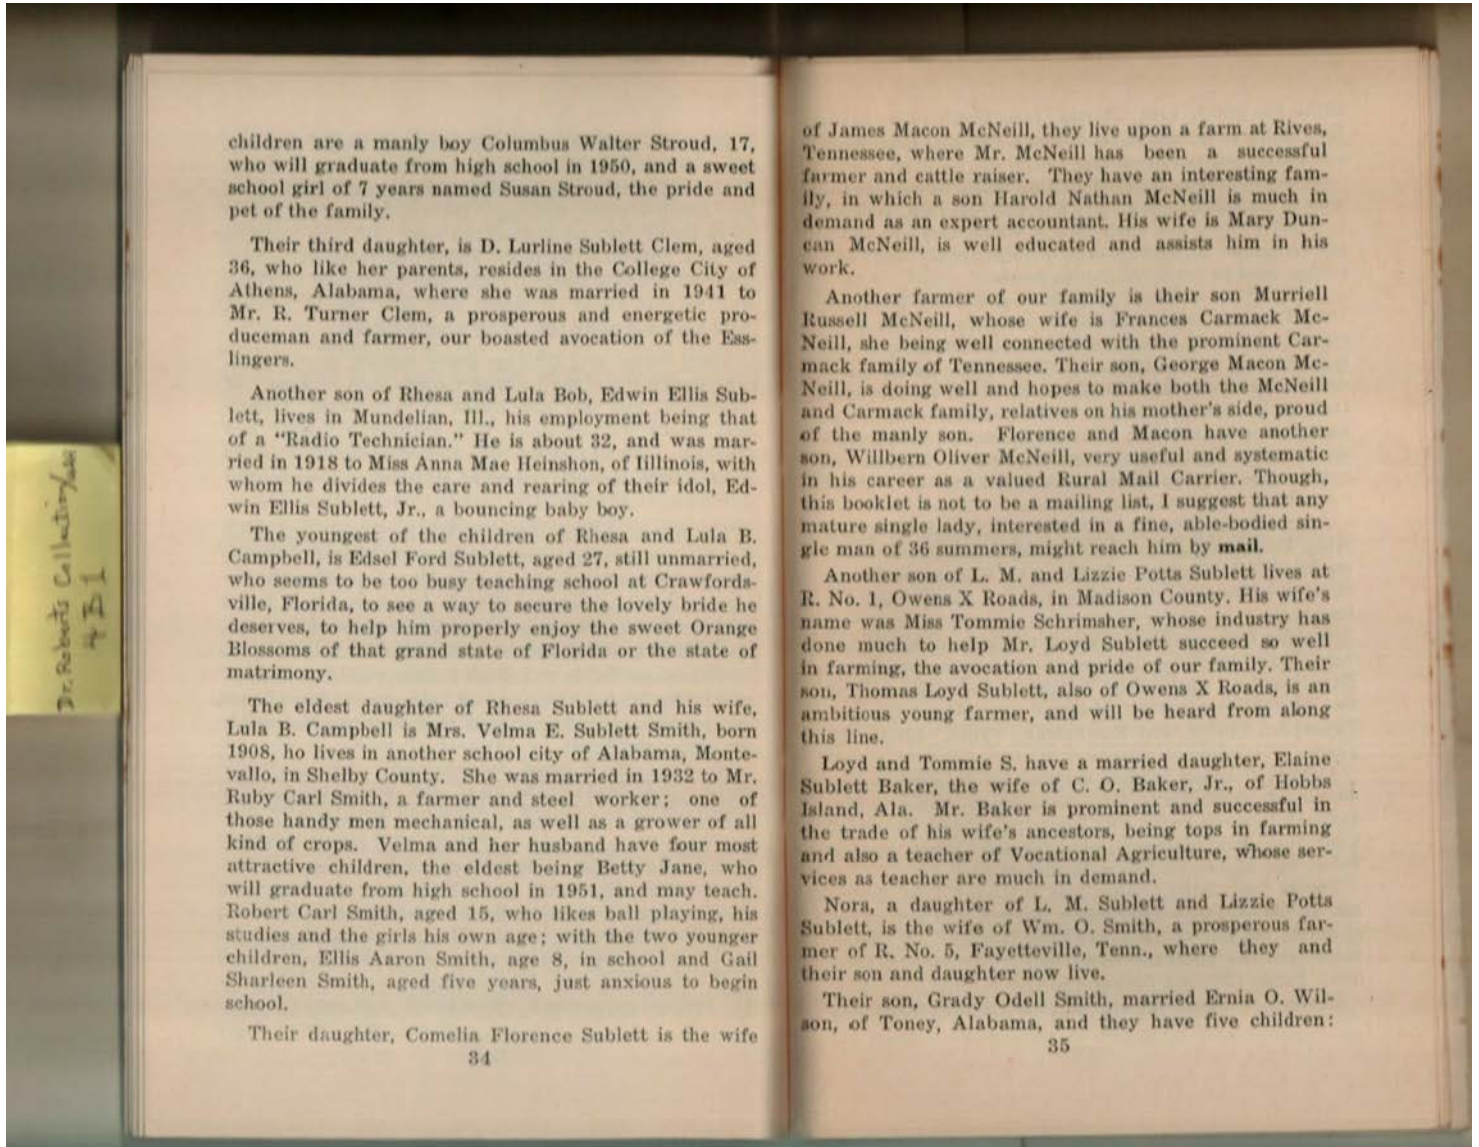 children are a manly boy Columbus Walter Stroud, 17,
who will graduate from high school in 1950, and a sweet
school girl of 7 years named Susan Stroud, the pride and
pet of the family.
Their third daughter, is D. Lurline Sublett Clem, aged
36, who like her parents, resides in the College City of
Athens, Alabama, where she was married in 1941 to
Mr. R. Turner Clem, a prosperous and energetic pro-
duceman and farmer, our boasted avocation of the Ess-
lingers.
Another son of Rhesa and Lula Bob, Edwin Ellis Sub-
lett, lives in Mundelian, Ill., his employment being that
of a "Radio Technician." He is about 32, and was mar-
ried in 1918 to Miss Anna Mae Heinshon, of Iillinois, with
whom he divides the care and rearing of their idol, Ed-
win Ellis Sublett, Jr., a bouncing baby boy.
The youngest of the children of Rhesa and Lula B.
Campbell, is Edsel Ford Sublett, aged 27, still unmarried,
who seems to be too busy teaching school at Crawfords-
ville, Florida, to see a way to secure the lovely bride he
deserves, to help him properly enjoy the sweet Orange
Blossoms of that grand state of Florida or the state of
matrimony.
The eldest daughter of Rhesa Sublett and his wife,
Lula B. Campbell is Mrs. Velma E. Sublett Smith, born
1908, ho lives in another school city of Alabama, Monte-
vallo, in Shelby County. She was married in 1932 to Mr.
Ruby Carl Smith, a farmer and steel worker; one of
those handy men mechanical, as well as a grower of all
kind of crops. Velma and her husband have four most
attractive children, the eldest being Betty Jane, who
will graduate from high school in 1951, and may teach.
Robert Carl Smith, aged 15, who likes ball playing, his
studies and the girls his own age; with the two younger
children, Ellis Aaron Smith, age 8, in school and Gail
Sharleen Smith, aged five years, just anxious to begin
school.
Their daughter, Comelia Florence Sublett is the wife
34
of James Macon McNeill, they live upon a farm at Rives,
Tennessee, where Mr. McNeill has been a successful
farmer and cattle raiser. They have an interesting fam-
ily, in which a son Harold Nathan McNeill is much in
demand as an expert accountant. His wife is Mary Dun-
can McNeill, is well educated and assists him in his
work.
Another farmer of our family is their son Murriell
Russell McNeill, whose wife is Frances Carmack Mc-
Neill, she being well connected with the prominent Car-
mack family of Tennessee. Their son, George Macon Mc-
Neill, is doing well and hopes to make both the McNeill
and Carmack family, relatives on his mother's side, proud
of the manly son. Florence and Macon have another
son, Willbern Oliver McNeill, very useful and systematic
in his career as a valued Rural Mail Carrier. Though,
this booklet is not to be a mailing list, I suggest that any
mature single lady, interested in a fine, able-bodied sin-
gle man of 36 summers, might reach him by mail.
Another son of L. M. and Lizzie Potts Sublett lives at
R. No. 1, Owens X Roads, in Madison County. His wife's
name was Miss Tommie Schrimsher, whose industry has
done much to help Mr. Loyd Sublett succeed so well
in farming, the avocation and pride of our family. Their
son, Thomas Loyd Sublett, also of Owens X Roads, is an
ambitious young farmer, and will be heard from along
this line.
Loyd and Tommie S. have a married daughter, Elaine
Sublett Baker, the wife of C. O. Baker, Jr., of Hobbs
Island, Ala. Mr. Baker is prominent and successful in
the trade of his wife's ancestors, being tops in farming
and also a teacher of Vocational Agriculture, whose ser-
vices as teacher are much in demand.
Nora, a daughter of L. M. Sublett and Lizzie Potts
Sublett, is the wife of Wm. O. Smith, a prosperous far-
mer of R. No. 5, Fayetteville, Tenn., where they and
their son and daughter now live.
Their son, Grady Odell Smith, married Ernia O. Wil-
son, of Toney, Alabama, and they have five children:
35
Dr. Roberts Collection
4 B 1